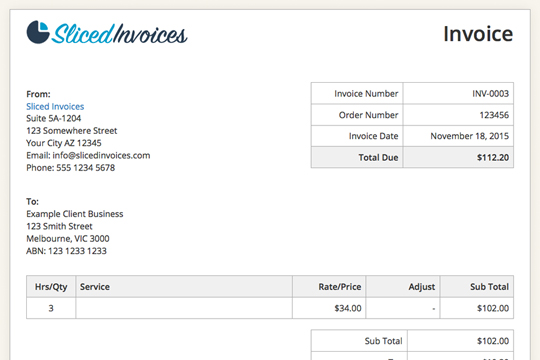 Sliced Invoices
Invoice
From:
Sliced Invoices
Suite 5A-1204
123 Somewhere Street
Your City AZ 12345
Email: info@slicedinvoices.com
Phone: 555 1234 5678
Invoice Number INV-0003
Order Number 123456
Invoice Date November 18, 2015
Total Due $112.20
To:
Example Client Business
123 Smith Street
Melbourne, VIC 3000
ABN: 123 1233 1233
Hrs/Qty Service Rate/Price Adjust Sub Total
3 $34.00 - $102.00
Sub Total $102.00